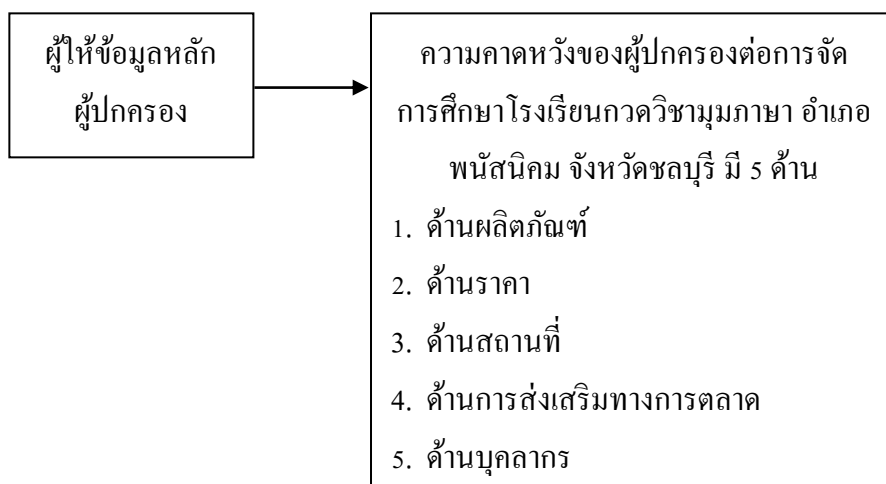 ผู้ให้ข้อมูลหลัก
ผู้ปกครอง
ความคาดหวังของผู้ปกครองต่อการจัด
การศึกษาโรงเรียนกวดวิชามุมภาษา อำเภอ
พนัสนิคม จังหวัดชลบุรี มี 5 ด้าน
1. ด้านผลิตภัณฑ์
2. ด้านราคา
3. ด้านสถานที่
4. ด้านการส่งเสริมทางการตลาด
5. ด้านบุคลากร